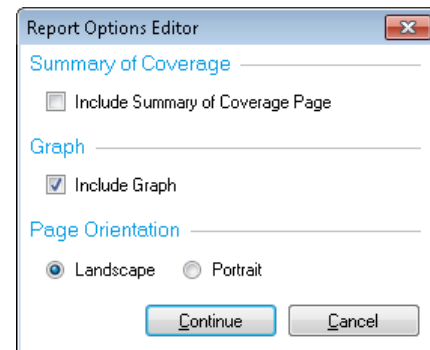 Report Options Editor
Summary of Coverage
Include Summary of Coverage Page
Graph
Include Graph
Page Orientation
Landscape Portrait
Continue Cancel